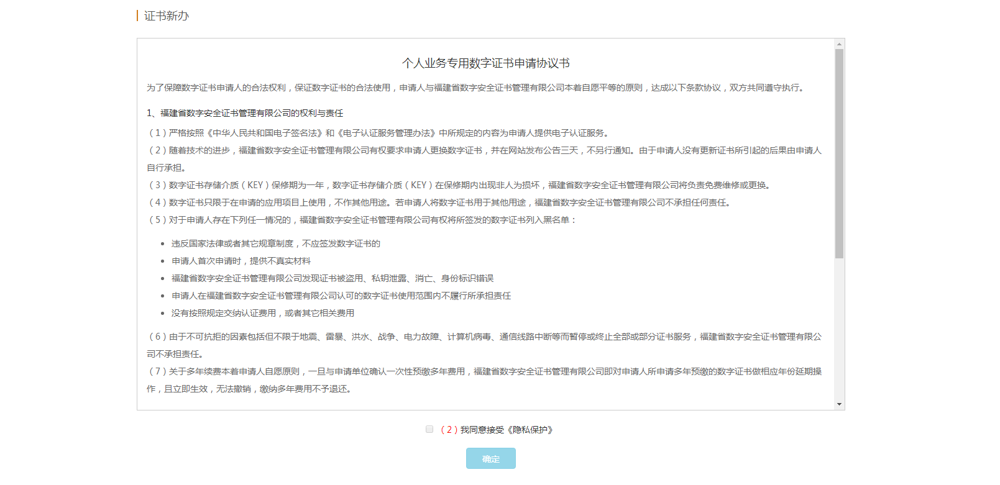 证书新办
个人业务专用数字证书申请协议书
为了保障数字证书申请人的合法权利，保证数字证书的合法使用，申请人与福建省数字安全证书管理有限公司本着自愿平等的原则，达成以下条款协议，双方共同遵守执行。
1、福建省数字安全证书管理有限公司的权利与责任
（1）严格按照《中华人民共和国电子签名法》和《电子认证服务管理办法》中所规定的内容为申请人提供电子认证服务。
（2）随着技术的进步，福建省数字安全证书管理有限公司有权要求申请人更换数字证书，并在网站发布公告三天，不另行通知。由于申请人没有更新证书所引起的后果由申请人
自行承担。
（3）数字证书存储介质（KEY）保修期为一年，数字证书存储介质（KEY）在保修期内出现非人为损坏，福建省数字安全证书管理有限公司将负责免费维修或更换。
（4）数字证书只限于在申请的应用项目上使用，不作其他用途。若申请人将数字证书用于其他用途，福建省数字安全证书管理有限公司不承担任何责任。
（5）对于申请人存在下列任一情况的，福建省数字安全证书管理有限公司有权将所签发的数字证书列入黑名单：
• 违反国家法律或者其它规章制度，不应签发数字证书的
• 申请人首次申请时，提供不真实材料
• 福建省数字安全证书管理有限公司发现证书被盗用、私钥泄露、消亡、身份标识错误
• 申请人在福建省数字安全证书管理有限公司认可的数字证书使用范围内不履行所承担责任
• 没有按照规定交纳认证费用，或者其它相关费用
（6）由于不可抗拒的因素包括但不限于地震、雷暴、洪水、战争、电力故障、计算机病毒、通信线路中断等而暂停或终止全部或部分证书服务，福建省数字安全证书管理有限公
司不承担责任。
（7）关于多年续费本着申请人自愿原则，一旦与申请单位确认一次性预缴多年费用，福建省数字安全证书管理有限公司即对申请人所申请多年预缴的数字证书做相应年份延期操
作，且立即生效，无法撤销，缴纳多年费用不予退还。
（2）我同意接受《隐私保护》
确定